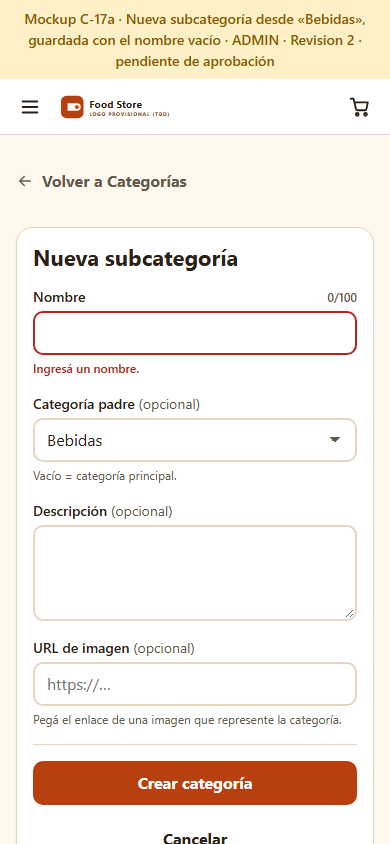 Mockup C-17a · Nueva subcategoría desde «Bebidas»,
guardada con el nombre vacío · ADMIN · Revision 2 ·
pendiente de aprobación
Food Store
LOGO PROVISIONAL (TBD)
← Volver a Categorías
Nueva subcategoría
Nombre 0/100
Ingresá un nombre.
Categoría padre (opcional)
Bebidas
Vacío = categoría principal.
Descripción (opcional)
URL de imagen (opcional)
https://...
Pegá el enlace de una imagen que represente la categoría.
Crear categoría
Cancelar